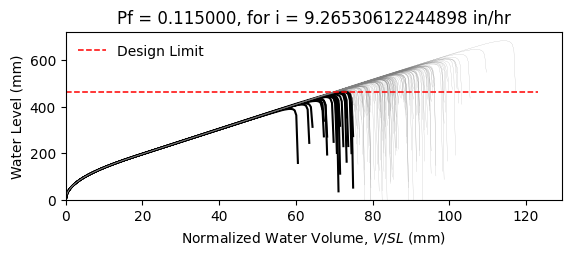 Pf = 0.115000, for i = 9.26530612244898 in/hr
Design Limit
Water Level (mm)
600
400
200
0
0 20 40 60 80 100 120
Normalized Water Volume, V/SL (mm)